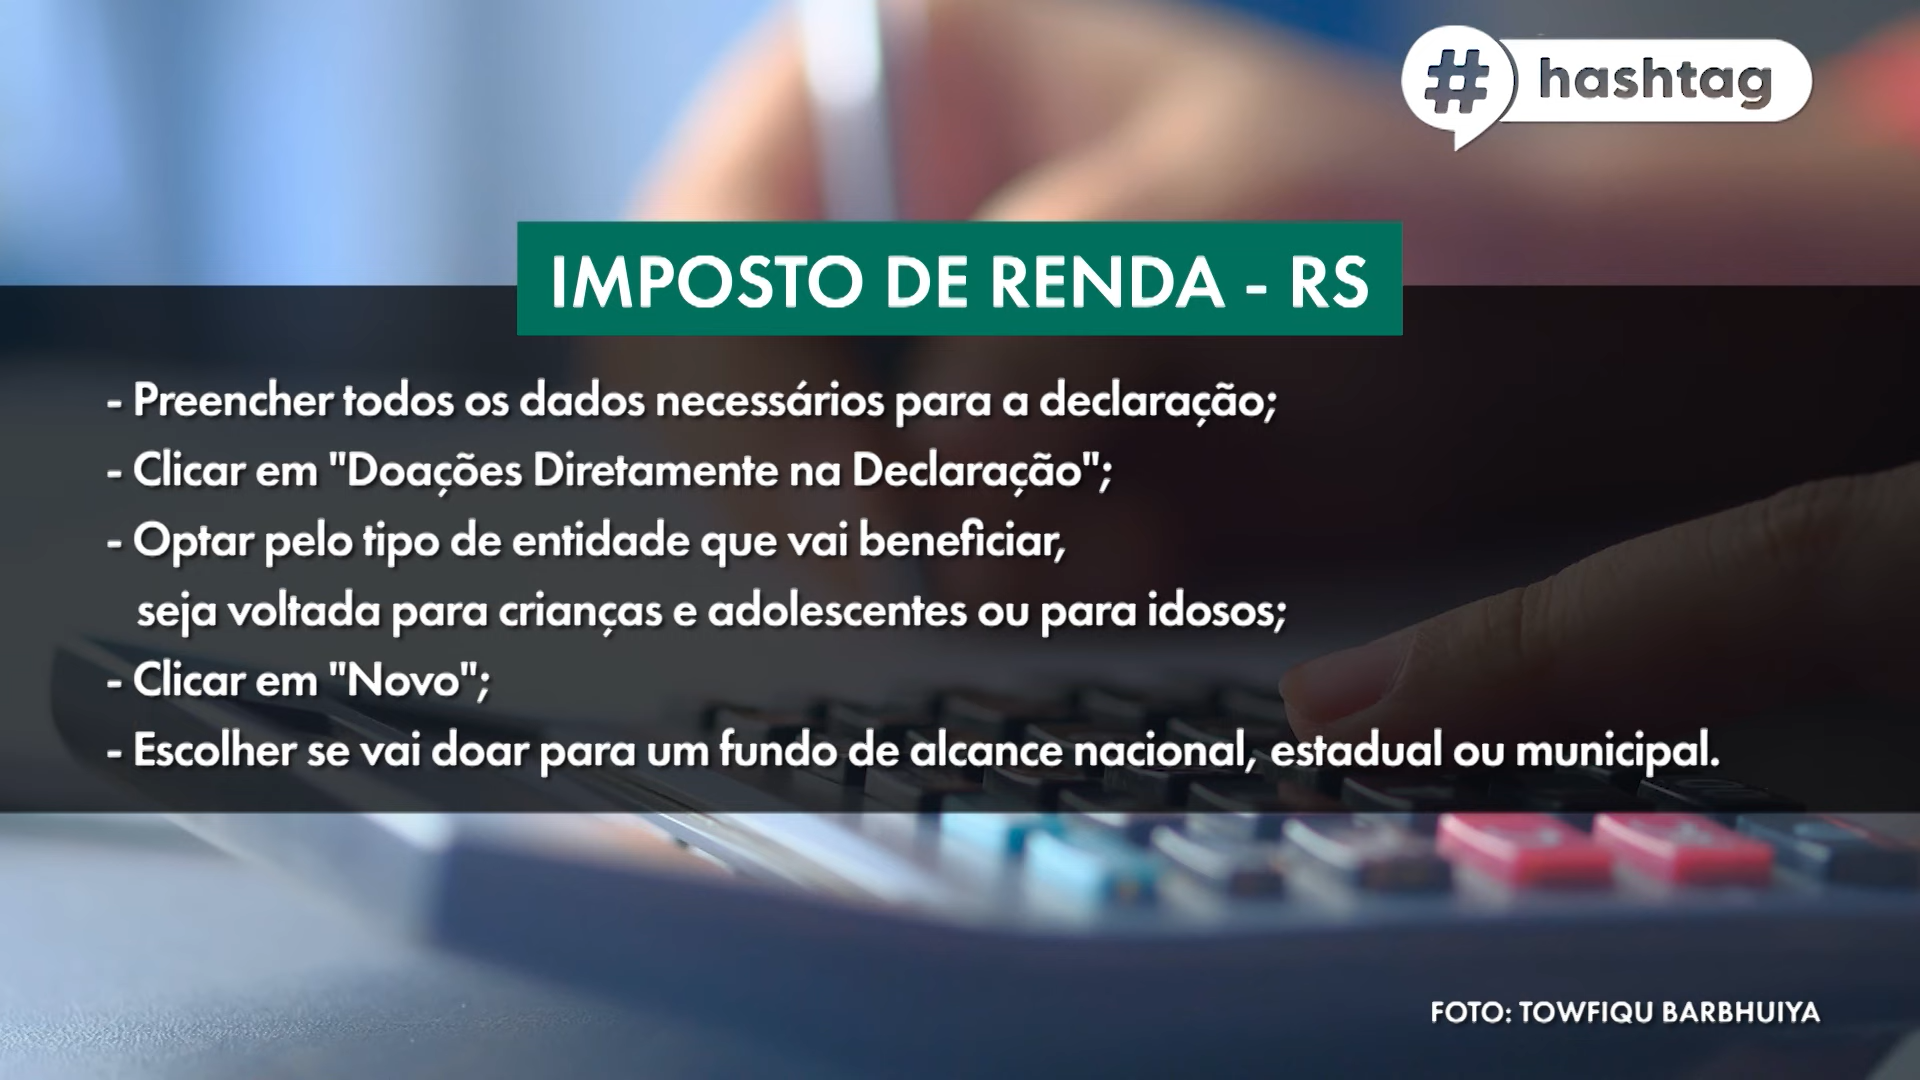 # hashtag
IMPOSTO DE RENDA - RS
- Preencher todos os dados necessários para a declaração;
- Clicar em "Doações Diretamente na Declaração";
- Optar pelo tipo de entidade que vai beneficiar,
seja voltada para crianças e adolescentes ou para idosos;
- Clicar em "Novo";
- Escolher se vai doar para um fundo de alcance nacional, estadual ou municipal.
FOTO: TOWFIQU BARBHUIYA